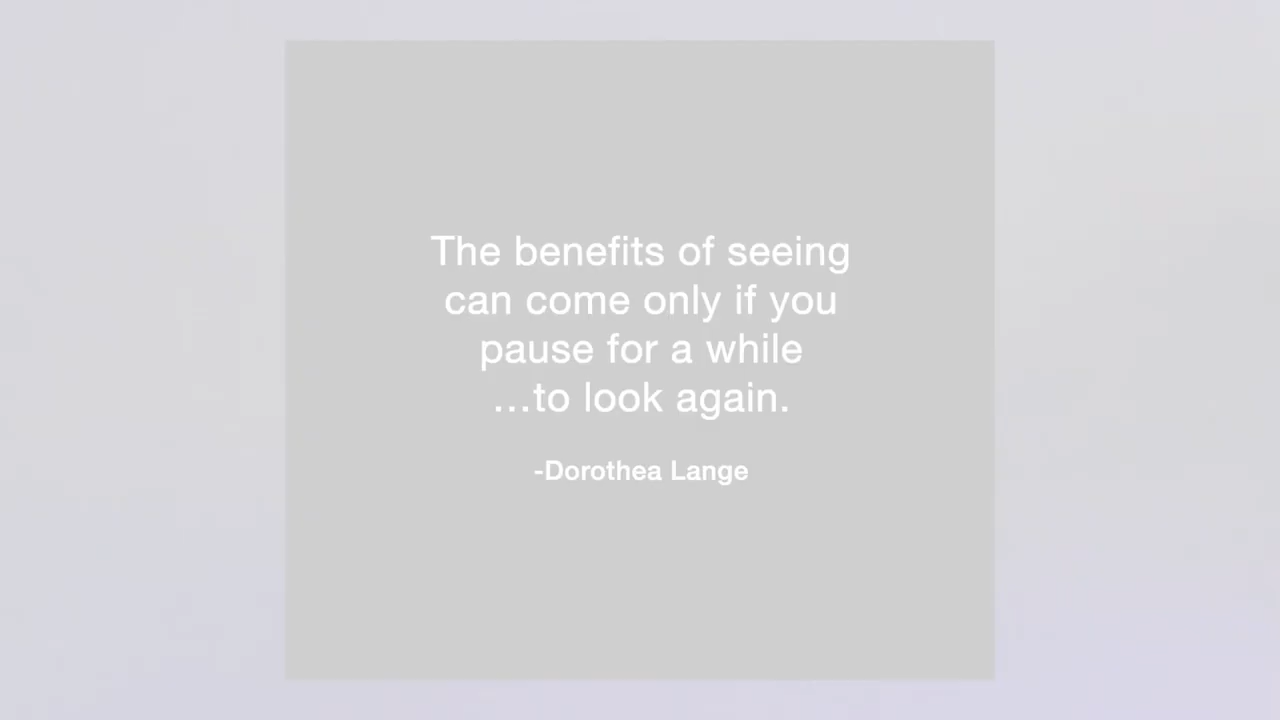 The benefits of seeing
can come only if you
pause for a while
...to look again.
-Dorothea Lange